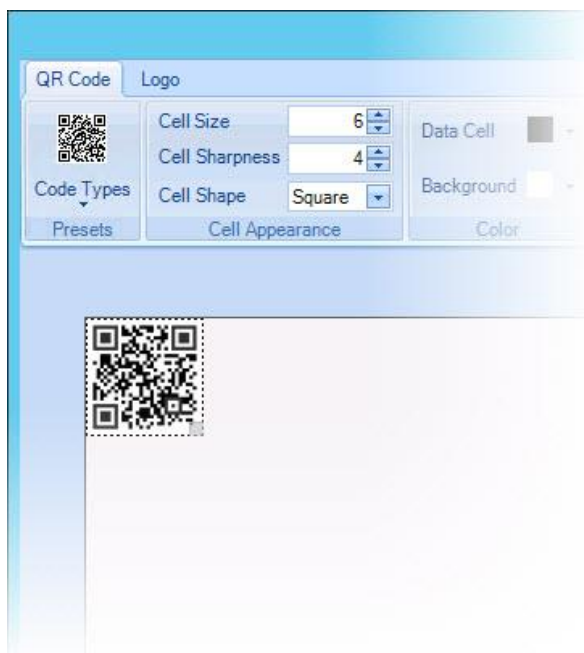 QR Code Logo
Cell Size 6
Cell Sharpness 4
Cell Shape Square
Code Types
Presets
Cell Appearance
Data Cell
Background
Color